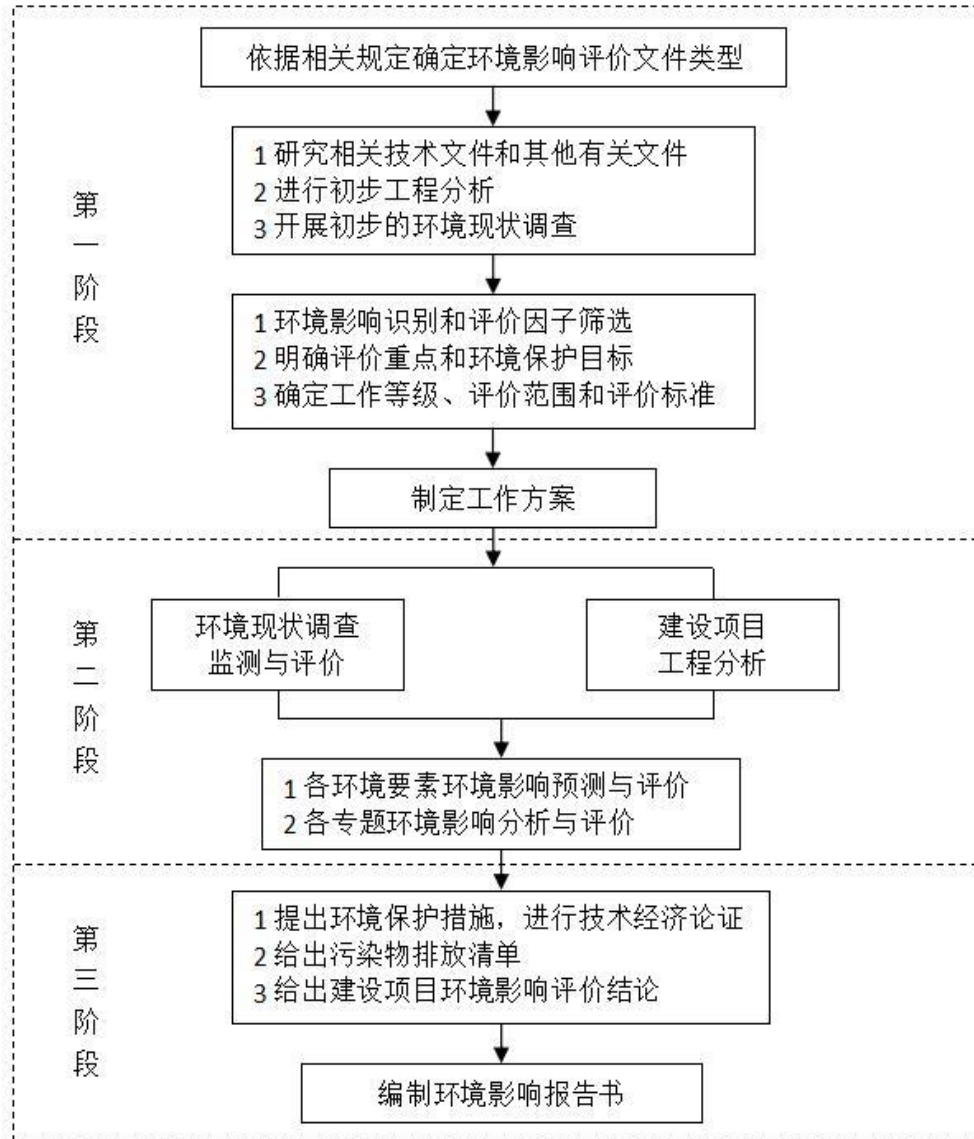 依据相关规定确定环境影响评价文件类型
1 研究相关技术文件和其他有关文件
2 进行初步工程分析
3 开展初步的环境现状调查
第一阶段
1 环境影响识别和评价因子筛选
2 明确评价重点和环境保护目标
3 确定工作等级、评价范围和评价标准
制定工作方案
第二阶段
环境现状调查
监测与评价
建设项目
工程分析
1 各环境要素环境影响预测与评价
2 各专题环境影响分析与评价
第三阶段
1 提出环境保护措施，进行技术经济论证
2 给出污染物排放清单
3 给出建设项目环境影响评价结论
编制环境影响报告书